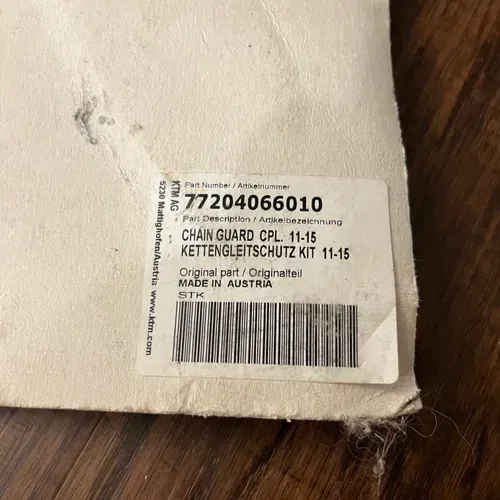 KTM AG
5230 Mattighofen/Austria www.ktm.com
Part Number / Artikelnummer
77204066010
Part Description / Artikelbezeichnung
CHAIN GUARD CPL. 11-15
KETTENGLEITSCHUTZ KIT 11-15
Original part / Originalteil
MADE IN AUSTRIA
STK